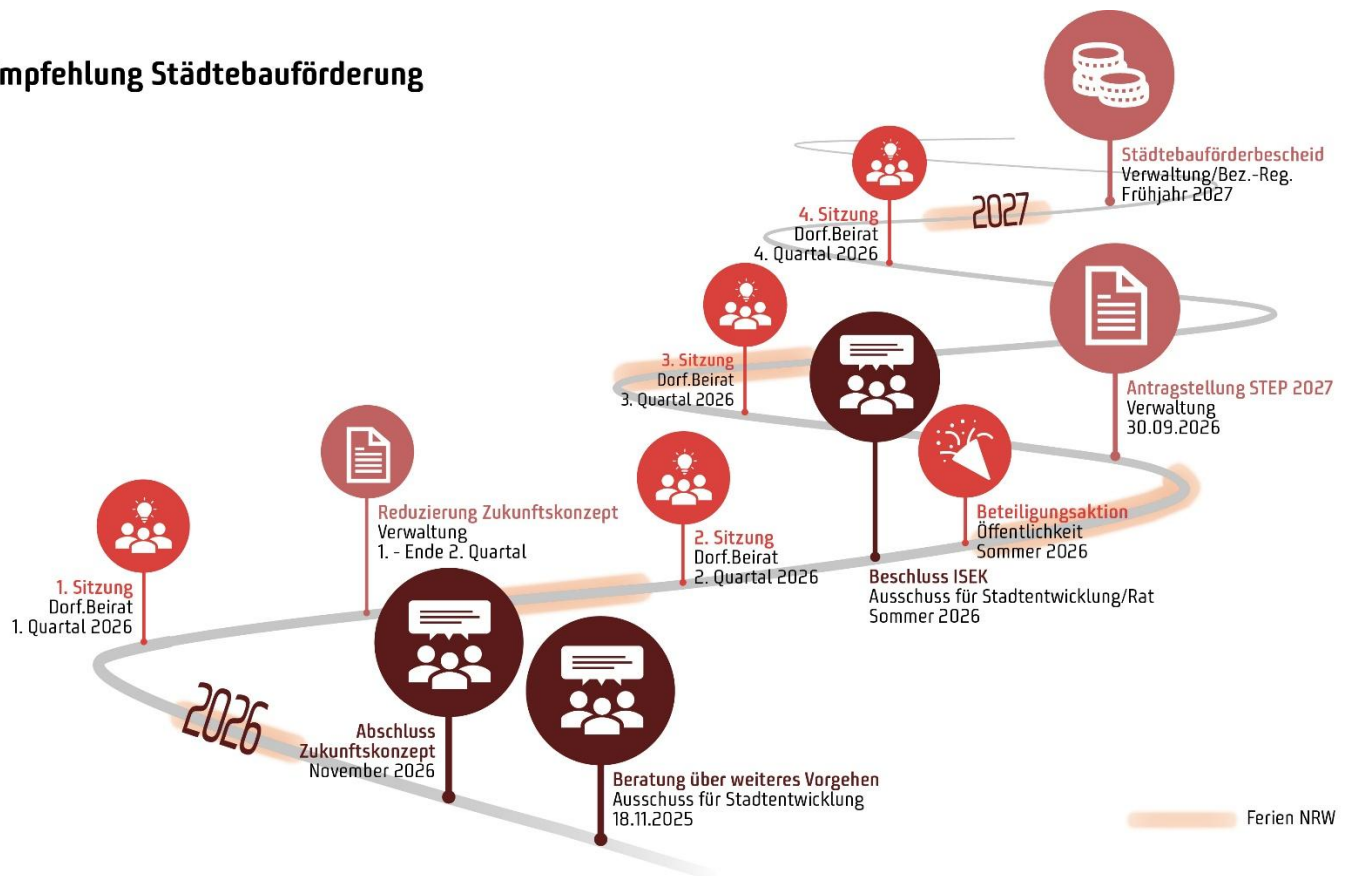 mpfehlung Städtebauförderung
Städtebauförderbescheid
Verwaltung/Bez.-Reg.
Frühjahr 2027
2027
4. Sitzung
Dorf.Beirat
4. Quartal 2026
3. Sitzung
Dorf.Beirat
3. Quartal 2026
Antragstellung STEP 2027
Verwaltung
30.09.2026
Reduzierung Zukunftskonzept
Verwaltung
1. - Ende 2. Quartal
2. Sitzung
Dorf.Beirat
2. Quartal 2026
Beteiligungsaktion
Öffentlichkeit
Sommer 2026
Beschluss ISEK
Ausschuss für Stadtentwicklung/Rat
Sommer 2026
1. Sitzung
Dorf.Beirat
1. Quartal 2026
2026
Abschluss
Zukunftskonzept
November 2026
Beratung über weiteres Vorgehen
Ausschuss für Stadtentwicklung
18.11.2025
Ferien NRW